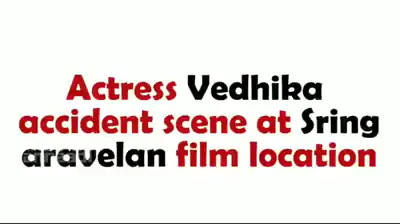 Actress Vedhika
accident scene at Sring
aravelan film location